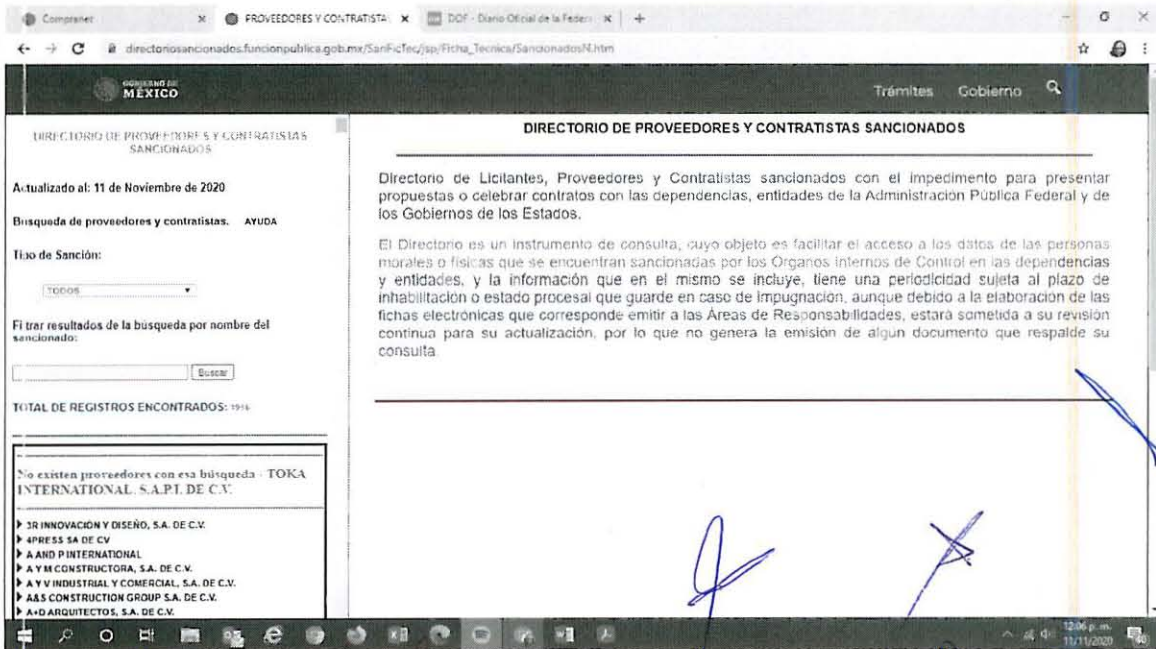 Compranet
PROVEEDORES Y CONTRATISTA
DOF - Diario Oficial de la Federa
directoriosancionados.funcionpublica.gob.mx/SanFicTec/jsp/Ficha_Tecnica/SancionadosN.htm
GOBIERNO DE
MÉXICO
Trámites Gobierno
DIRECTORIO DE PROVEEDORES Y CONTRATISTAS
SANCIONADOS
Actualizado al: 11 de Noviembre de 2020
Busqueda de proveedores y contratistas. AYUDA
Tipo de Sanción:
TODOS
Filtrar resultados de la búsqueda por nombre del
sancionado:
Buscar
TOTAL DE REGISTROS ENCONTRADOS:
No existen proveedores con esa búsqueda - TOKA
INTERNATIONAL, S.A.P.I. DE C.V.
3R INNOVACIÓN Y DISEÑO, S.A. DE C.V.
4PRESS SA DE CV
A AND P INTERNATIONAL
A Y M CONSTRUCTORA, S.A. DE C.V.
A Y V INDUSTRIAL Y COMERCIAL, S.A. DE C.V.
A&S CONSTRUCTION GROUP S.A. DE C.V.
A+D ARQUITECTOS, S.A. DE C.V.
DIRECTORIO DE PROVEEDORES Y CONTRATISTAS SANCIONADOS
Directorio de Licitantes, Proveedores y Contratistas sancionados con el impedimento para presentar
propuestas o celebrar contratos con las dependencias, entidades de la Administración Pública Federal y de
los Gobiernos de los Estados.
El Directorio es un instrumento de consulta, cuyo objeto es facilitar el acceso a los datos de las personas
morales o físicas que se encuentran sancionadas por los Órganos Internos de Control en las dependencias
y entidades, y la información que en el mismo se incluye, tiene una periodicidad sujeta al plazo de
inhabilitación o estado procesal que guarde en caso de impugnación, aunque debido a la elaboración de las
fichas electrónicas que corresponde emitir a las Áreas de Responsabilidades, estará sometida a su revisión
continua para su actualización, por lo que no genera la emisión de algun documento que respalde su
consulta
12:06 p. m.
11/11/2020